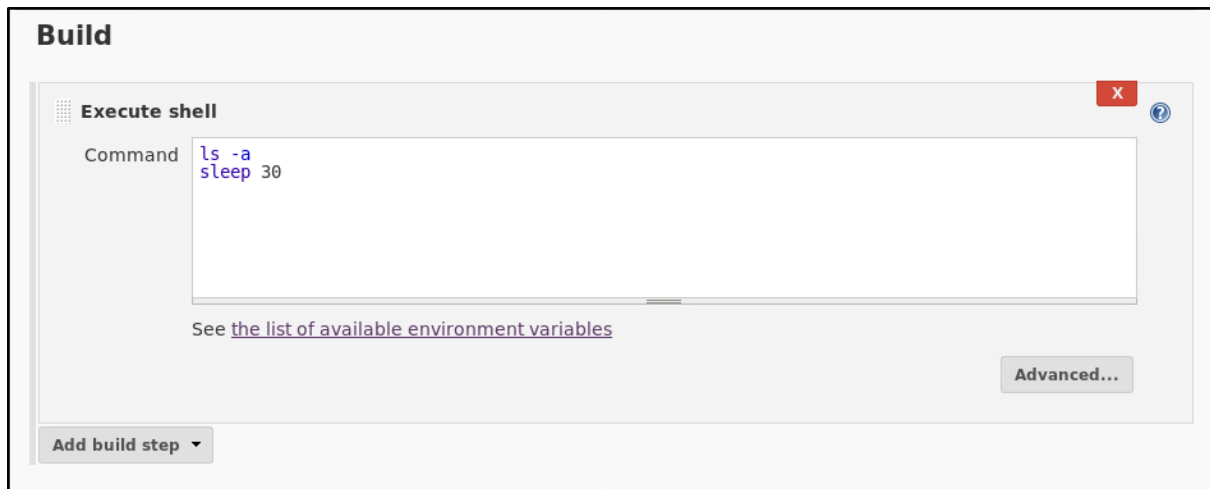 Build
Execute shell
X
Command
ls -a
sleep 30
See the list of available environment variables
Advanced...
Add build step